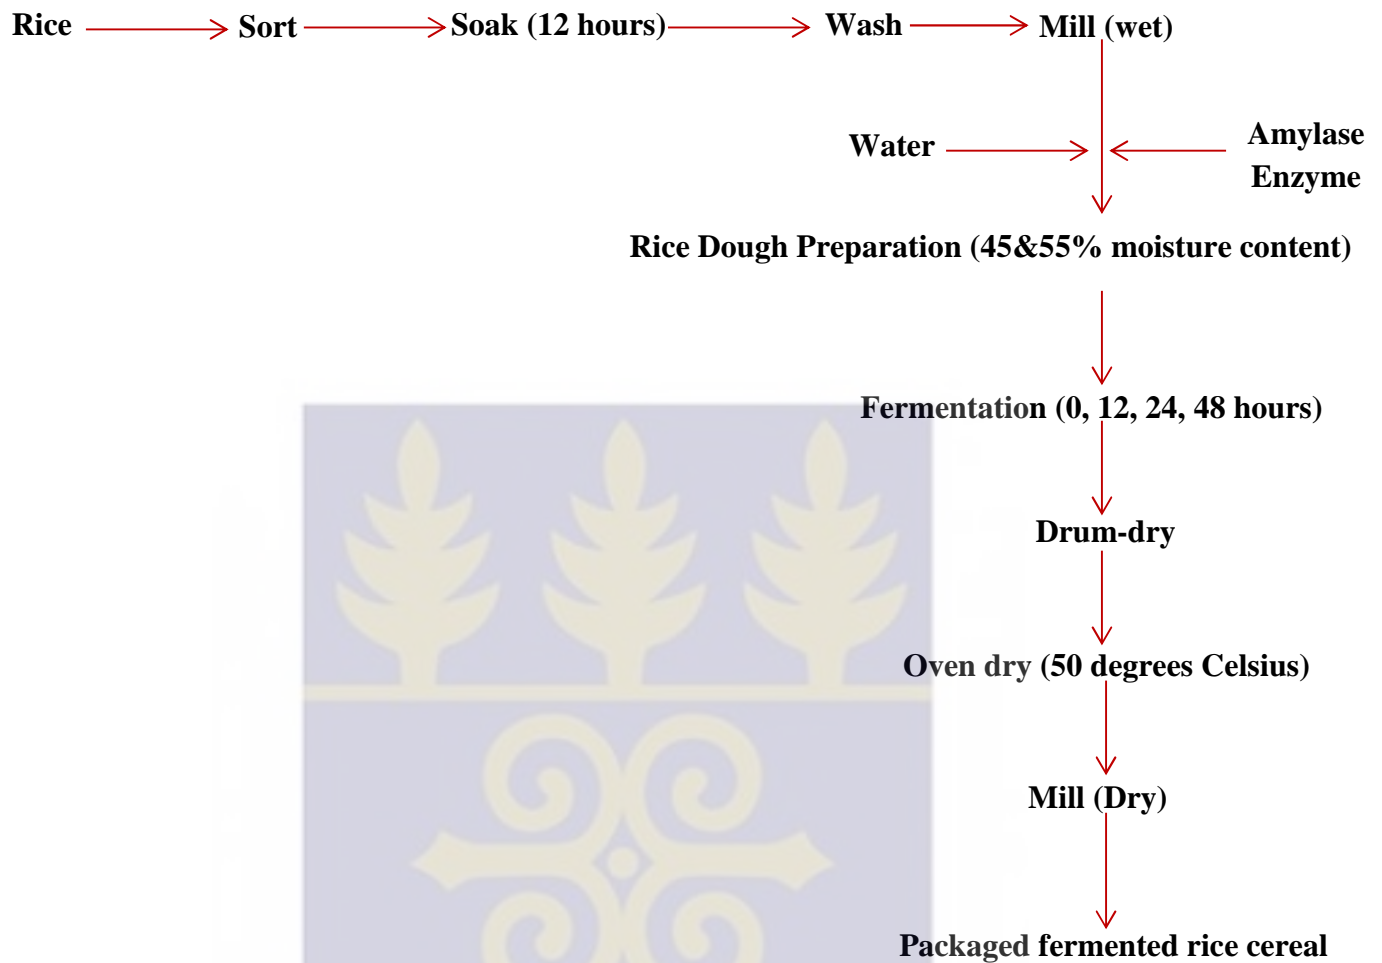 Rice Sort Soak (12 hours) Wash Mill (wet)
Water
Amylase
Enzyme
Rice Dough Preparation (45&55% moisture content)
Fermentation (0, 12, 24, 48 hours)
Drum-dry
Oven dry (50 degrees Celsius)
Mill (Dry)
Packaged fermented rice cereal